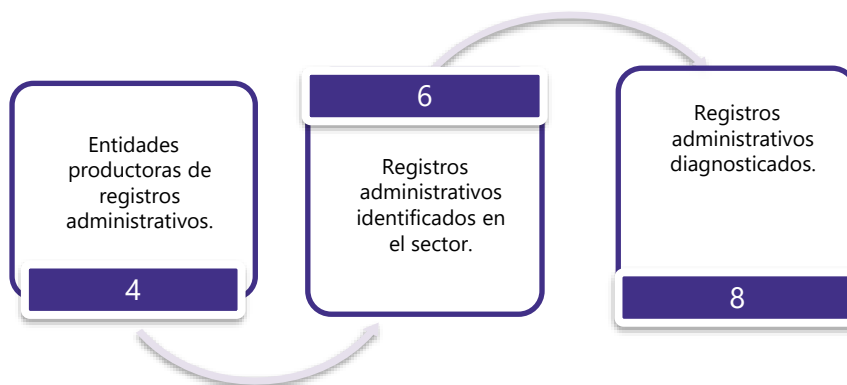 Entidades
productoras de
registros
administrativos.
4
6
Registros
administrativos
identificados en
el sector.
Registros
administrativos
diagnosticados.
8